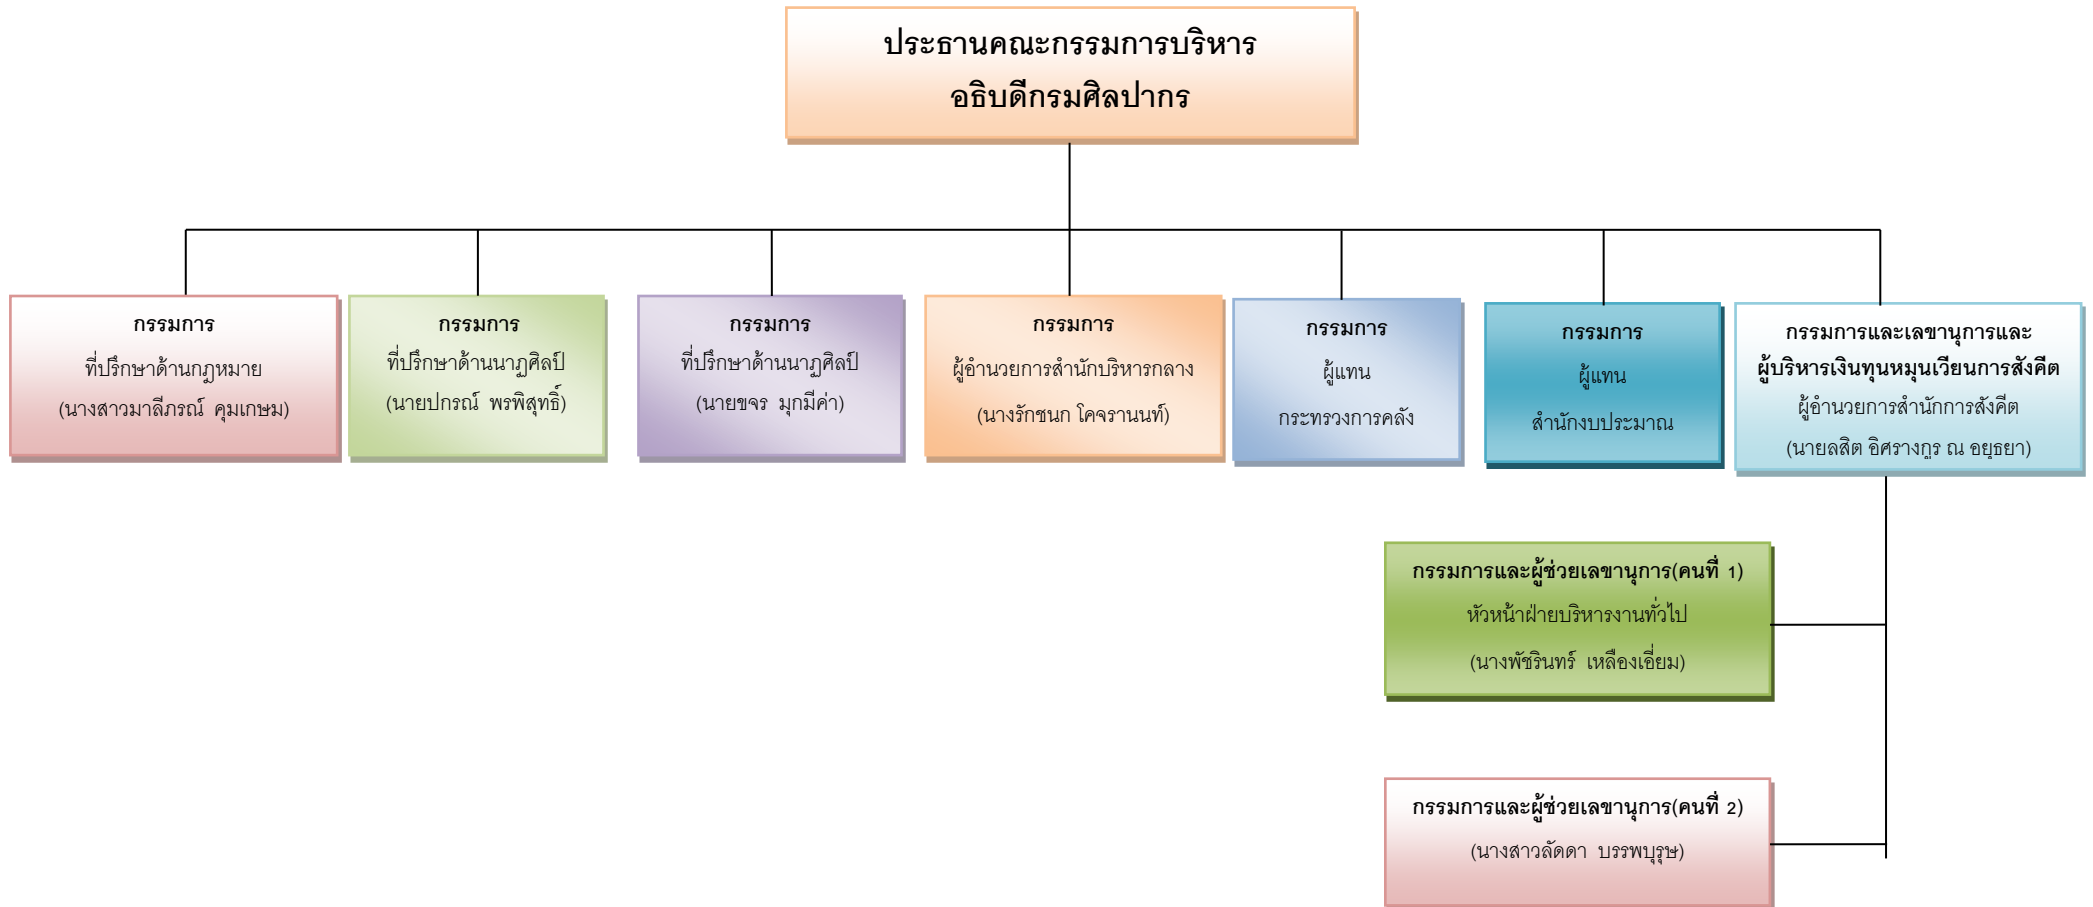 ประธานคณะกรรมการบริหาร
อธิบดีกรมศิลปากร
กรรมการ
ที่ปรึกษาด้านกฎหมาย
(นางสาวมาลีภรณ์ คุมเกษม)
กรรมการ
ที่ปรึกษาด้านนาฏศิลป์
(นายปกรณ์ พรพิสุทธิ์)
กรรมการ
ที่ปรึกษาด้านนาฏศิลป์
(นายขจร มุกมีค่า)
กรรมการ
ผู้อำนวยการสำนักบริหารกลาง
(นางรักชนก โคจรานนท์)
กรรมการ
ผู้แทน
กระทรวงการคลัง
กรรมการ
ผู้แทน
สำนักงบประมาณ
กรรมการและเลขานุการและ
ผู้บริหารเงินทุนหมุนเวียนการสังคีต
ผู้อำนวยการสำนักการสังคีต
(นายลสิต อิศรางกูร ณ อยุธยา)
กรรมการและผู้ช่วยเลขานุการ(คนที่ 1)
หัวหน้าฝ่ายบริหารงานทั่วไป
(นางพัชรินทร์ เหลืองเอี่ยม)
กรรมการและผู้ช่วยเลขานุการ(คนที่ 2)
(นางสาวลัดดา บรรพบุรุษ)